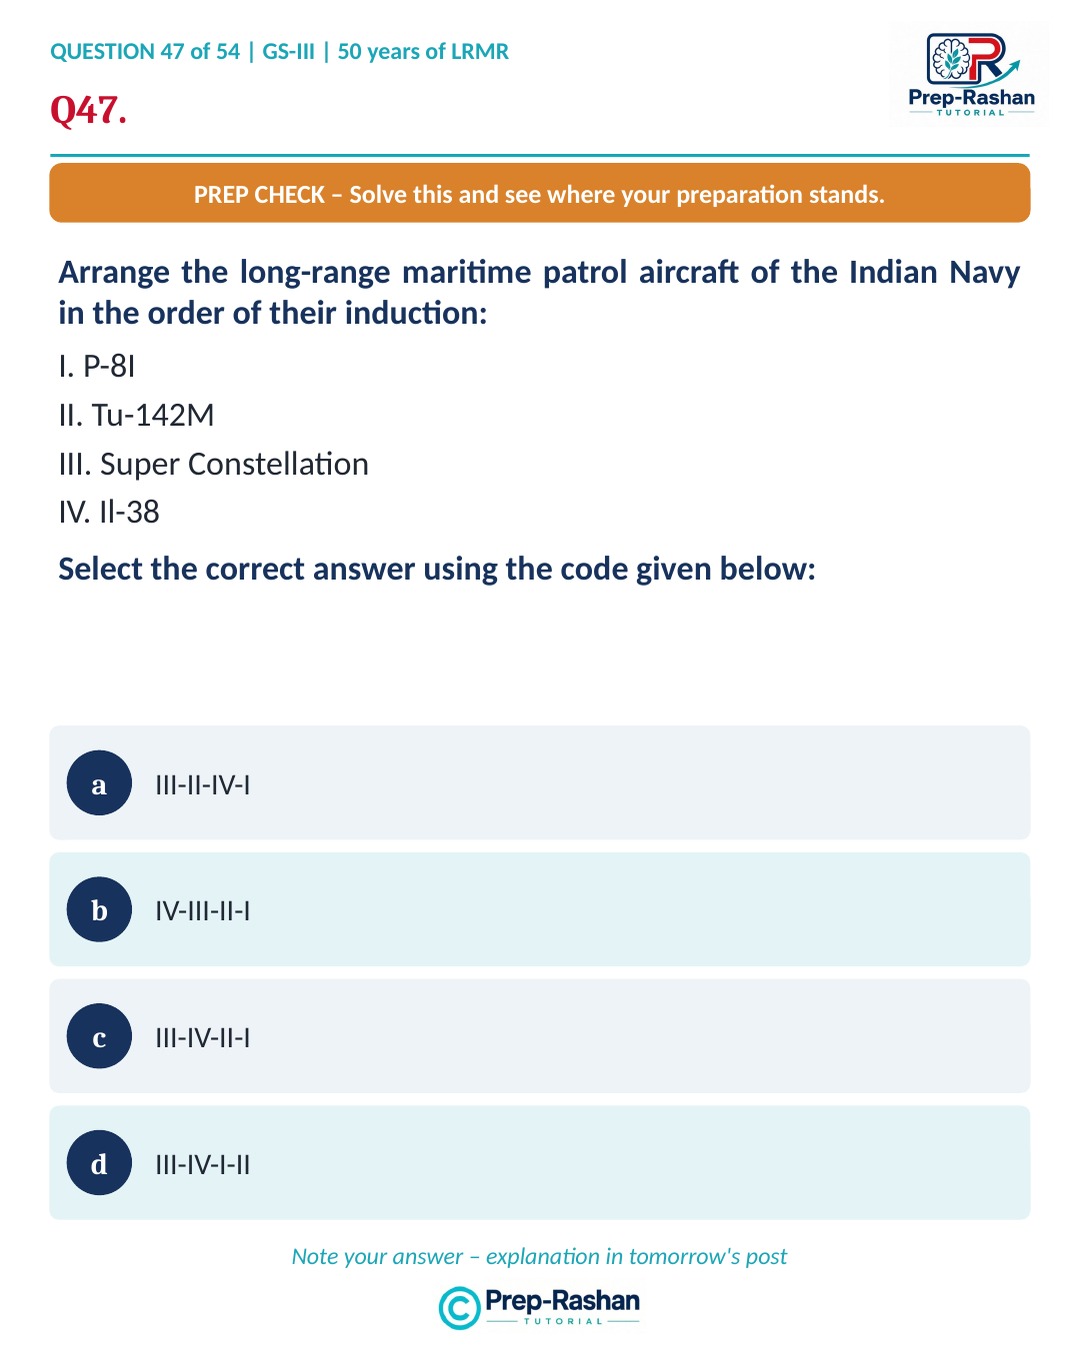 QUESTION 47 of 54 | GS-III | 50 years of LRMR
Prep-Rashan
TUTORIAL
Q47.
PREP CHECK – Solve this and see where your preparation stands.
Arrange the long-range maritime patrol aircraft of the Indian Navy
in the order of their induction:
I. P-8I
II. Tu-142M
III. Super Constellation
IV. Il-38
Select the correct answer using the code given below:
a III-II-IV-I
b IV-III-II-I
c III-IV-II-I
d III-IV-I-II
Note your answer – explanation in tomorrow's post
© Prep-Rashan
TUTORIAL